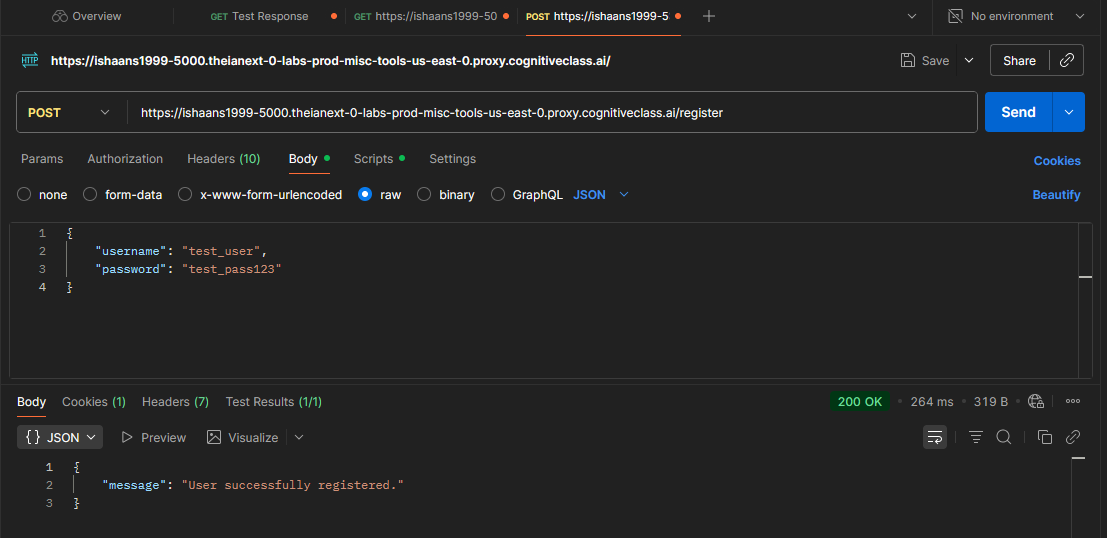 Overview
GET Test Response
GET https://ishaans1999-50
POST https://ishaans1999-5
No environment
HTTP https://ishaans1999-5000.theianext-0-labs-prod-misc-tools-us-east-0.proxy.cognitiveclass.ai/
Save
Share
POST https://ishaans1999-5000.theianext-0-labs-prod-misc-tools-us-east-0.proxy.cognitiveclass.ai/register
Send
Params Authorization Headers (10) Body Scripts Settings Cookies
none form-data x-www-form-urlencoded raw binary GraphQL JSON Beautify
1 {
2 "username": "test_user",
3 "password": "test_pass123"
4 }
Body Cookies (1) Headers (7) Test Results (1/1) 200 OK • 264 ms • 319 B •
{} JSON Preview Visualize
1 {
2 "message": "User successfully registered."
3 }